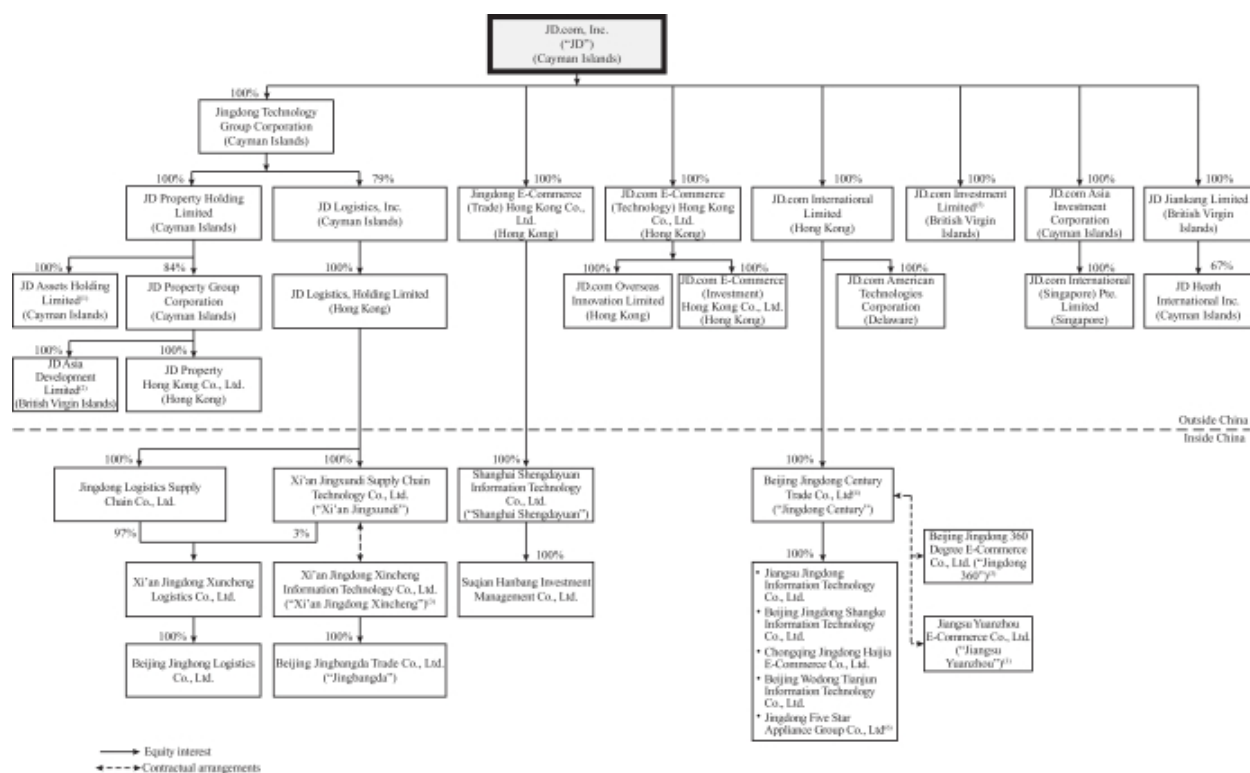 JD.com, Inc.
("JD")
(Cayman Islands)
100%
Jingdong Technology
Group Corporation
(Cayman Islands)
100%
JD Property Holding
Limited
(Cayman Islands)
79%
JD Logistics, Inc.
(Cayman Islands)
100%
Jingdong E-Commerce
(Trade) Hong Kong Co.,
Ltd.
(Hong Kong)
100%
JD.com E-Commerce
(Technology) Hong Kong
Co., Ltd.
(Hong Kong)
100%
JD.com International
Limited
(Hong Kong)
100%
JD.com Investment
Limited
(British Virgin
Islands)
100%
JD.com Asia
Investment
Corporation
(Cayman Islands)
100%
JD Jiankang Limited
(British Virgin
Islands)
100%
JD Assets Holding
Limited(1)
(Cayman Islands)
84%
JD Property Group
Corporation
(Cayman Islands)
100%
JD Logistics, Holding Limited
(Hong Kong)
100%
JD.com Overseas
Innovation Limited
(Hong Kong)
100%
JD.com E-Commerce
(Investment)
Hong Kong Co., Ltd.
(Hong Kong)
100%
JD.com American
Technologies
Corporation
(Delaware)
100%
JD.com International
(Singapore) Pte.
Limited
(Singapore)
67%
JD Heath
International Inc.
(Cayman Islands)
100%
JD Asia
Development
Limited(2)
(British Virgin Islands)
100%
JD Property
Hong Kong Co., Ltd.
(Hong Kong)
Outside China
Inside China
100%
Jingdong Logistics Supply
Chain Co., Ltd.
100%
Xi'an Jingxundi Supply Chain
Technology Co., Ltd.
("Xi'an Jingxundi")
100%
Shanghai Shengdayuan
Information Technology
Co., Ltd.
("Shanghai Shengdayuan")
100%
Beijing Jingdong Century
Trade Co., Ltd
("Jingdong Century")
97%
3%
Xi'an Jingdong Xuncheng
Logistics Co., Ltd.
Xi'an Jingdong Xincheng
Information Technology Co., Ltd.
("Xi'an Jingdong Xincheng")
100%
Suqian Hanbang Investment
Management Co., Ltd.
100%
• Jiangsu Jingdong
Information Technology
Co., Ltd.
• Beijing Jingdong Shangke
Information Technology
Co., Ltd.
• Chongqing Jingdong Haijia
E-Commerce Co., Ltd.
• Beijing Wodong Tianjun
Information Technology
Co., Ltd.
• Jingdong Five Star
Appliance Group Co., Ltd
Beijing Jingdong 360
Degree E-Commerce
Co., Ltd. ("Jingdong
360")
Jiangsu Yuanzhou
E-Commerce Co., Ltd.
("Jiangsu
Yuanzhou")
100%
Beijing Jinghong Logistics
Co., Ltd.
100%
Beijing Jingbangda Trade Co., Ltd.
("Jingbangda")
Equity interest
Contractual arrangements